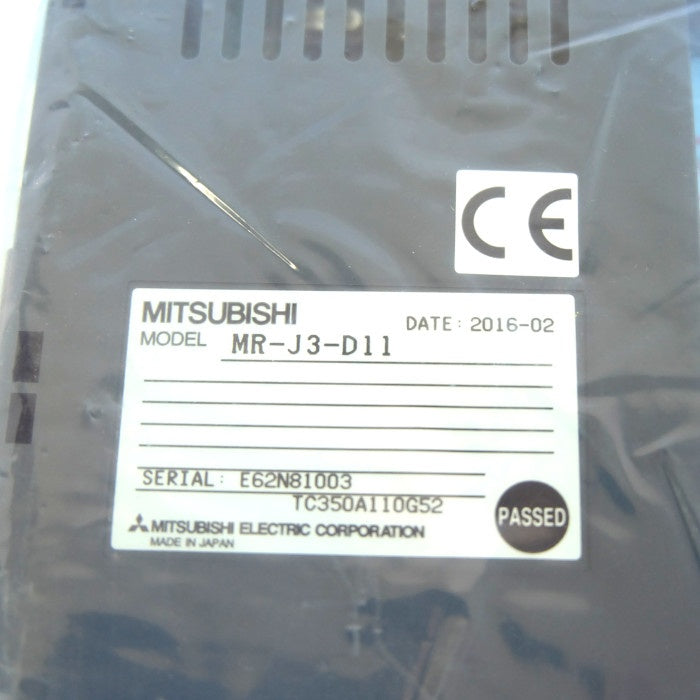 CE
MITSUBISHI
DATE: 2016-02
MODEL MR-J3-D11
SERIAL: E62N81003
TC350A110G52
PASSED
MITSUBISHI ELECTRIC CORPORATION
MADE IN JAPAN